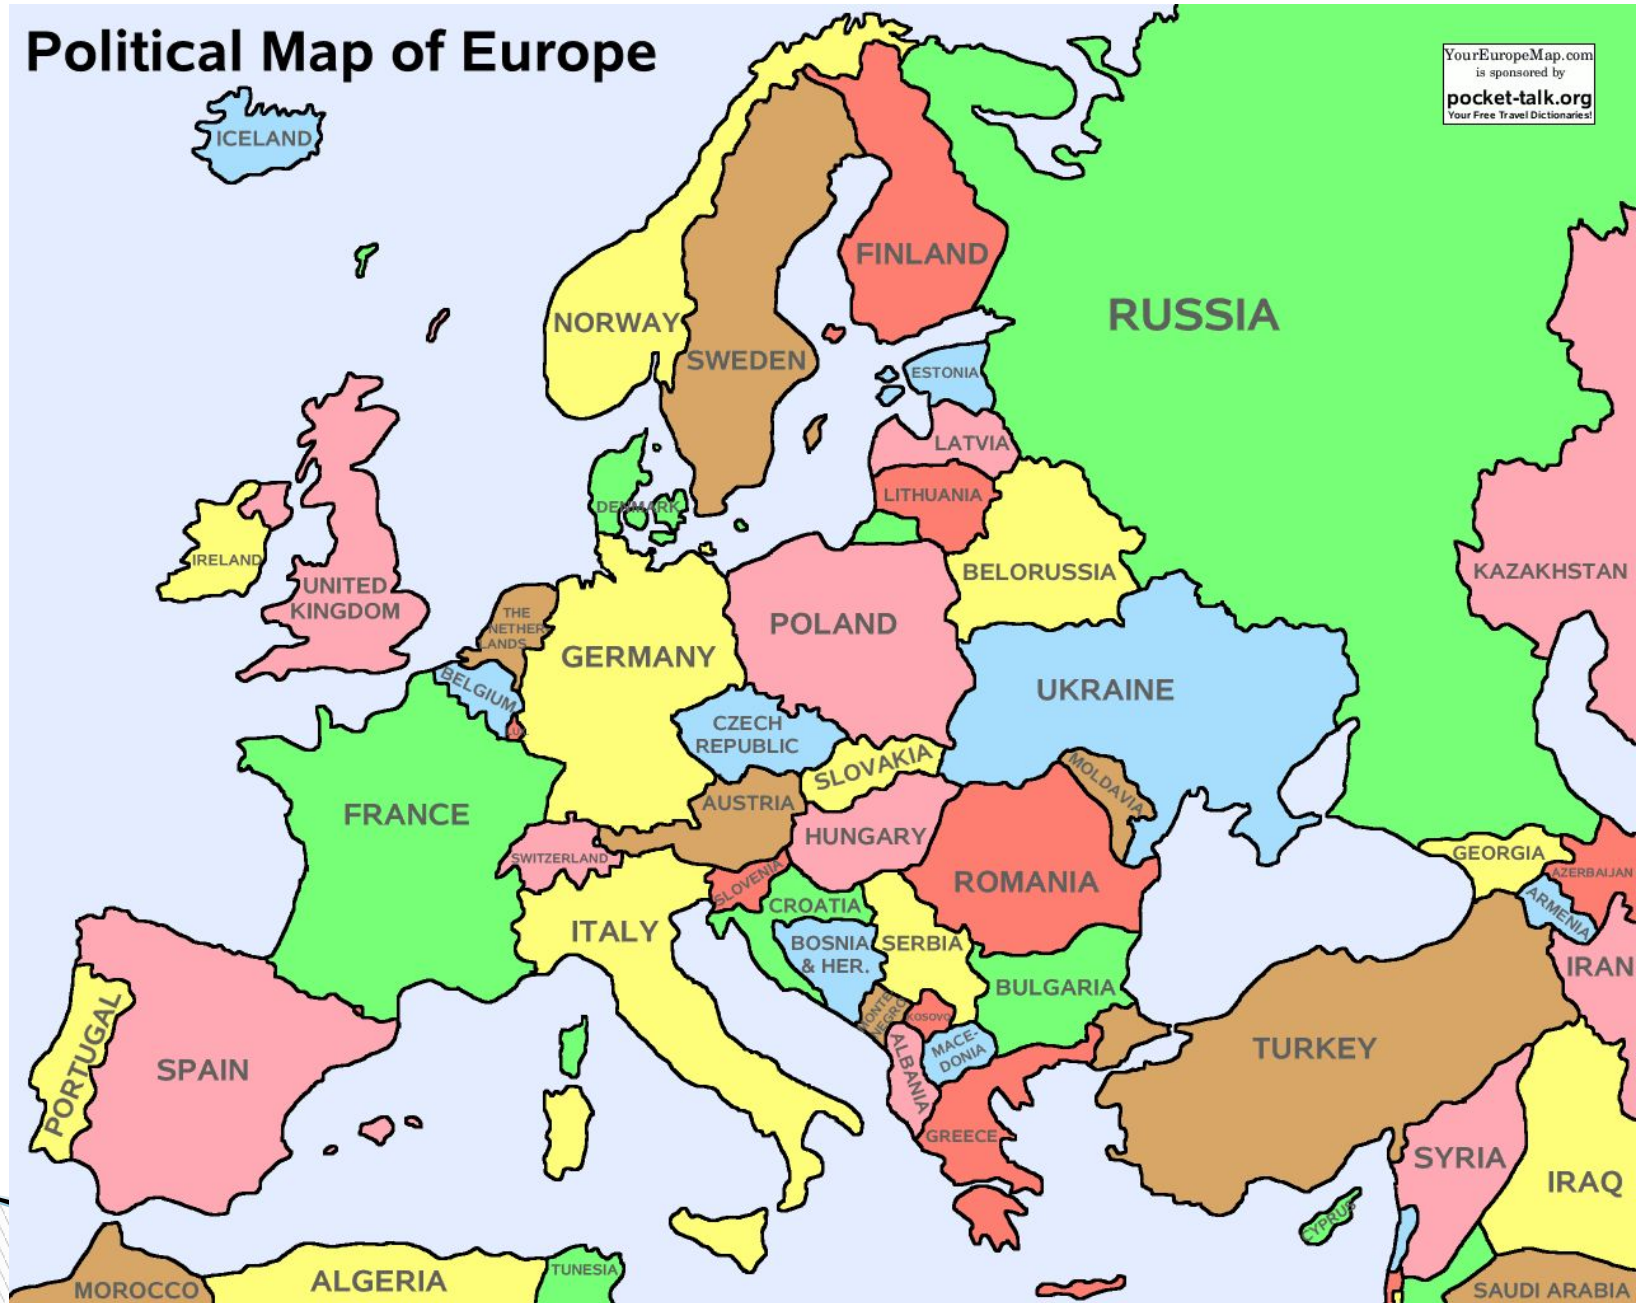 Political Map of Europe
YourEuropeMap.com
is sponsored by
pocket-talk.org
Your Free Travel Dictionaries!
ICELAND
FINLAND
RUSSIA
NORWAY
SWEDEN
ESTONIA
LATVIA
LITHUANIA
DENMARK
IRELAND
UNITED
KINGDOM
BELORUSSIA
KAZAKHSTAN
THE
NETHER
LANDS
POLAND
GERMANY
BELGIUM
UKRAINE
LUX.
CZECH
REPUBLIC
SLOVAKIA
MOLDAVIA
AUSTRIA
FRANCE
HUNGARY
SWITZERLAND
GEORGIA
AZERBAIJAN
SLOVENIA
ROMANIA
CROATIA
ARMENIA
ITALY
BOSNIA
& HER.
SERBIA
IRAN
BULGARIA
MONTE
NEGRO
KOSOVO
PORTUGAL
SPAIN
MACE-
DONIA
TURKEY
ALBANIA
GREECE
SYRIA
IRAQ
CYPRUS
TUNESIA
ALGERIA
MOROCCO
SAUDI ARABIA